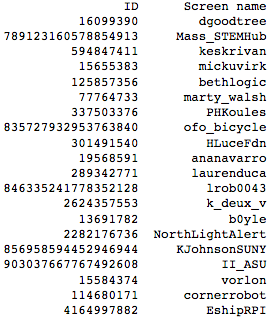 ID Screen name
16099390 dgoodtree
789123160578854913 Mass_STEMHub
594847411 keskrivan
15655383 mickuvirk
125857356 bethlogic
77764733 marty_walsh
337503376 PHKoules
835727932953763840 ofo_bicycle
301491540 HLuceFdn
19568591 ananavarro
289342771 laurenduca
846335241778352128 lrob0043
2624357553 k_deux_v
13691782 b0yle
2282176736 NorthLightAlert
856958594452946944 KJohnsonSUNY
903037667767492608 II_ASU
15584374 vorlon
114680171 cornerrobot
4164997882 EshipRPI